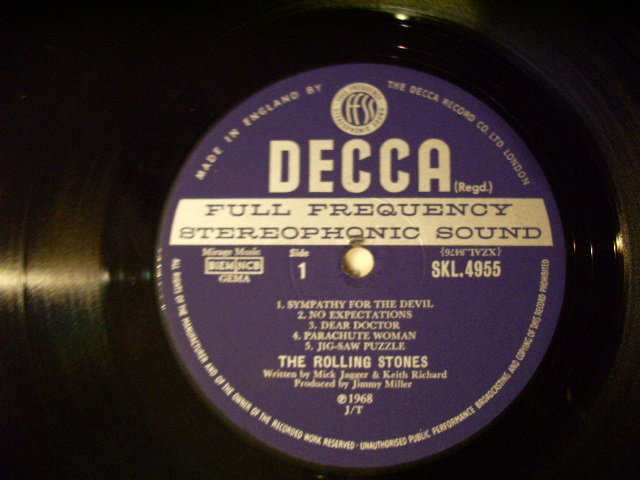 MADE IN ENGLAND BY THE DECCA RECORD CO. LTD. LONDON
FULL FREQUENCY
FFSS
STEREOPHONIC SOUND
DECCA (Regd.)
FULL FREQUENCY
STEREOPHONIC SOUND
Mirage Music
BIEM NCB
GEMA
Side
1
{XZAL.8476}
SKL.4955
1. SYMPATHY FOR THE DEVIL
2. NO EXPECTATIONS
3. DEAR DOCTOR
4. PARACHUTE WOMAN
5. JIG-SAW PUZZLE
THE ROLLING STONES
Written by Mick Jagger & Keith Richard
Produced by Jimmy Miller
℗1968
J/T
ALL RIGHTS OF THE MANUFACTURER AND OF THE OWNER OF THE RECORDED WORK RESERVED · UNAUTHORISED PUBLIC PERFORMANCE BROADCASTING AND COPYING OF THIS RECORD PROHIBITED